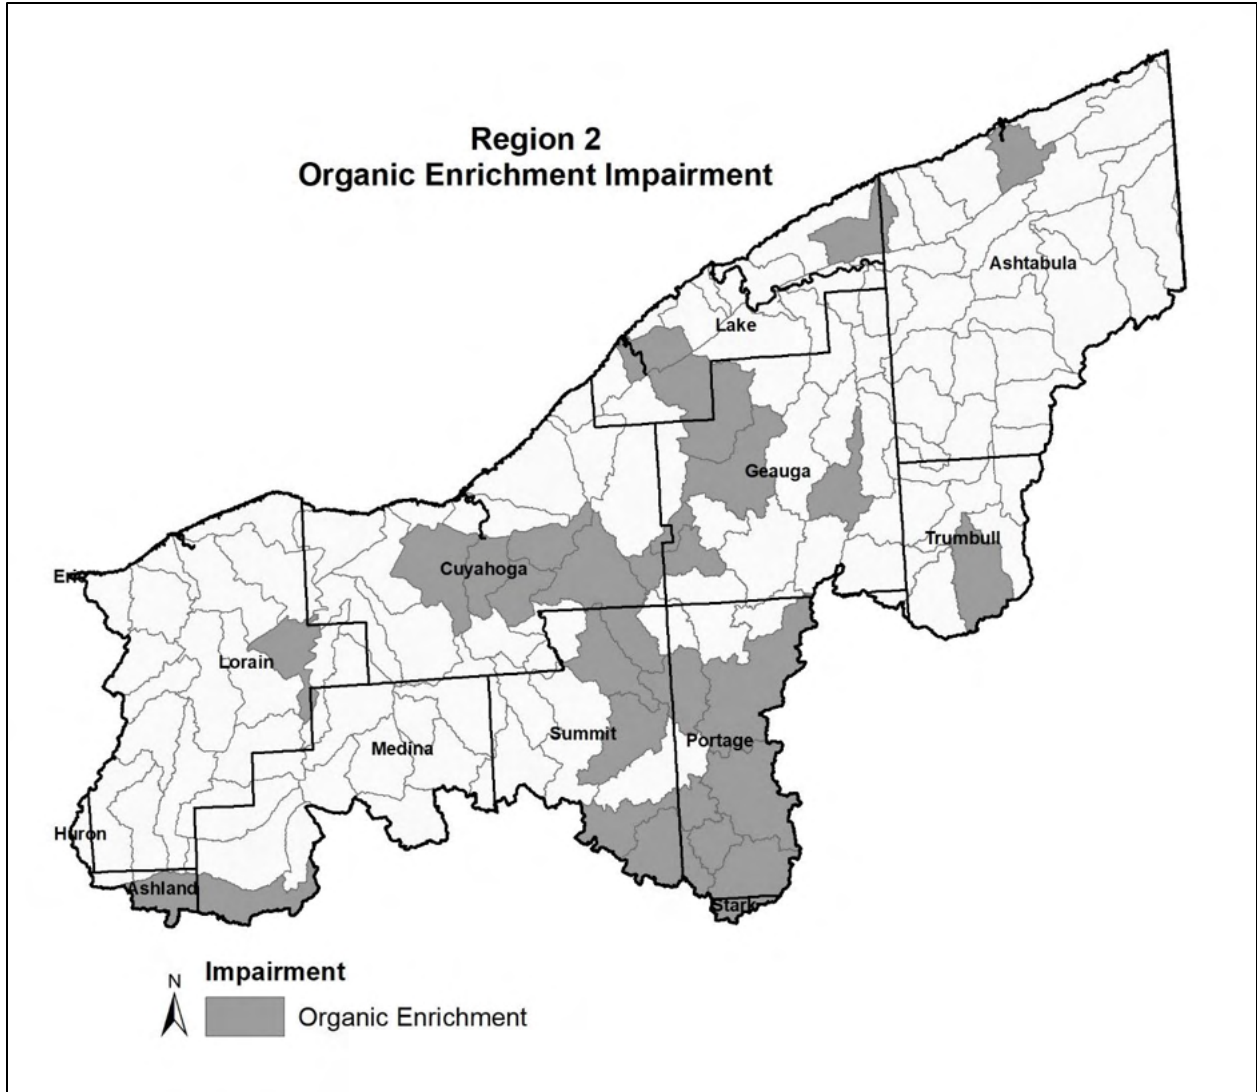 Region 2
Organic Enrichment Impairment
Ashtabula
Lake
Geauga
Trumbull
Erie
Cuyahoga
Lorain
Summit
Portage
Medina
Huron
Ashland
Stark
N
Impairment
Organic Enrichment